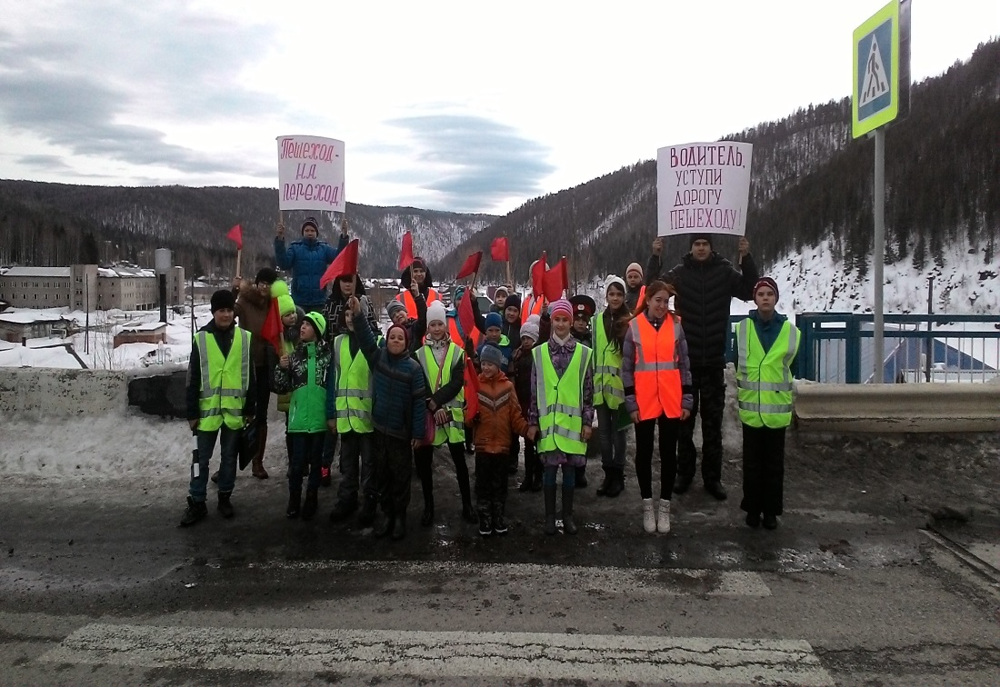 Пешеход-
на
переход!
ВОДИТЕЛЬ,
УСТУПИ
ДОРОГУ
ПЕШЕХОДУ!